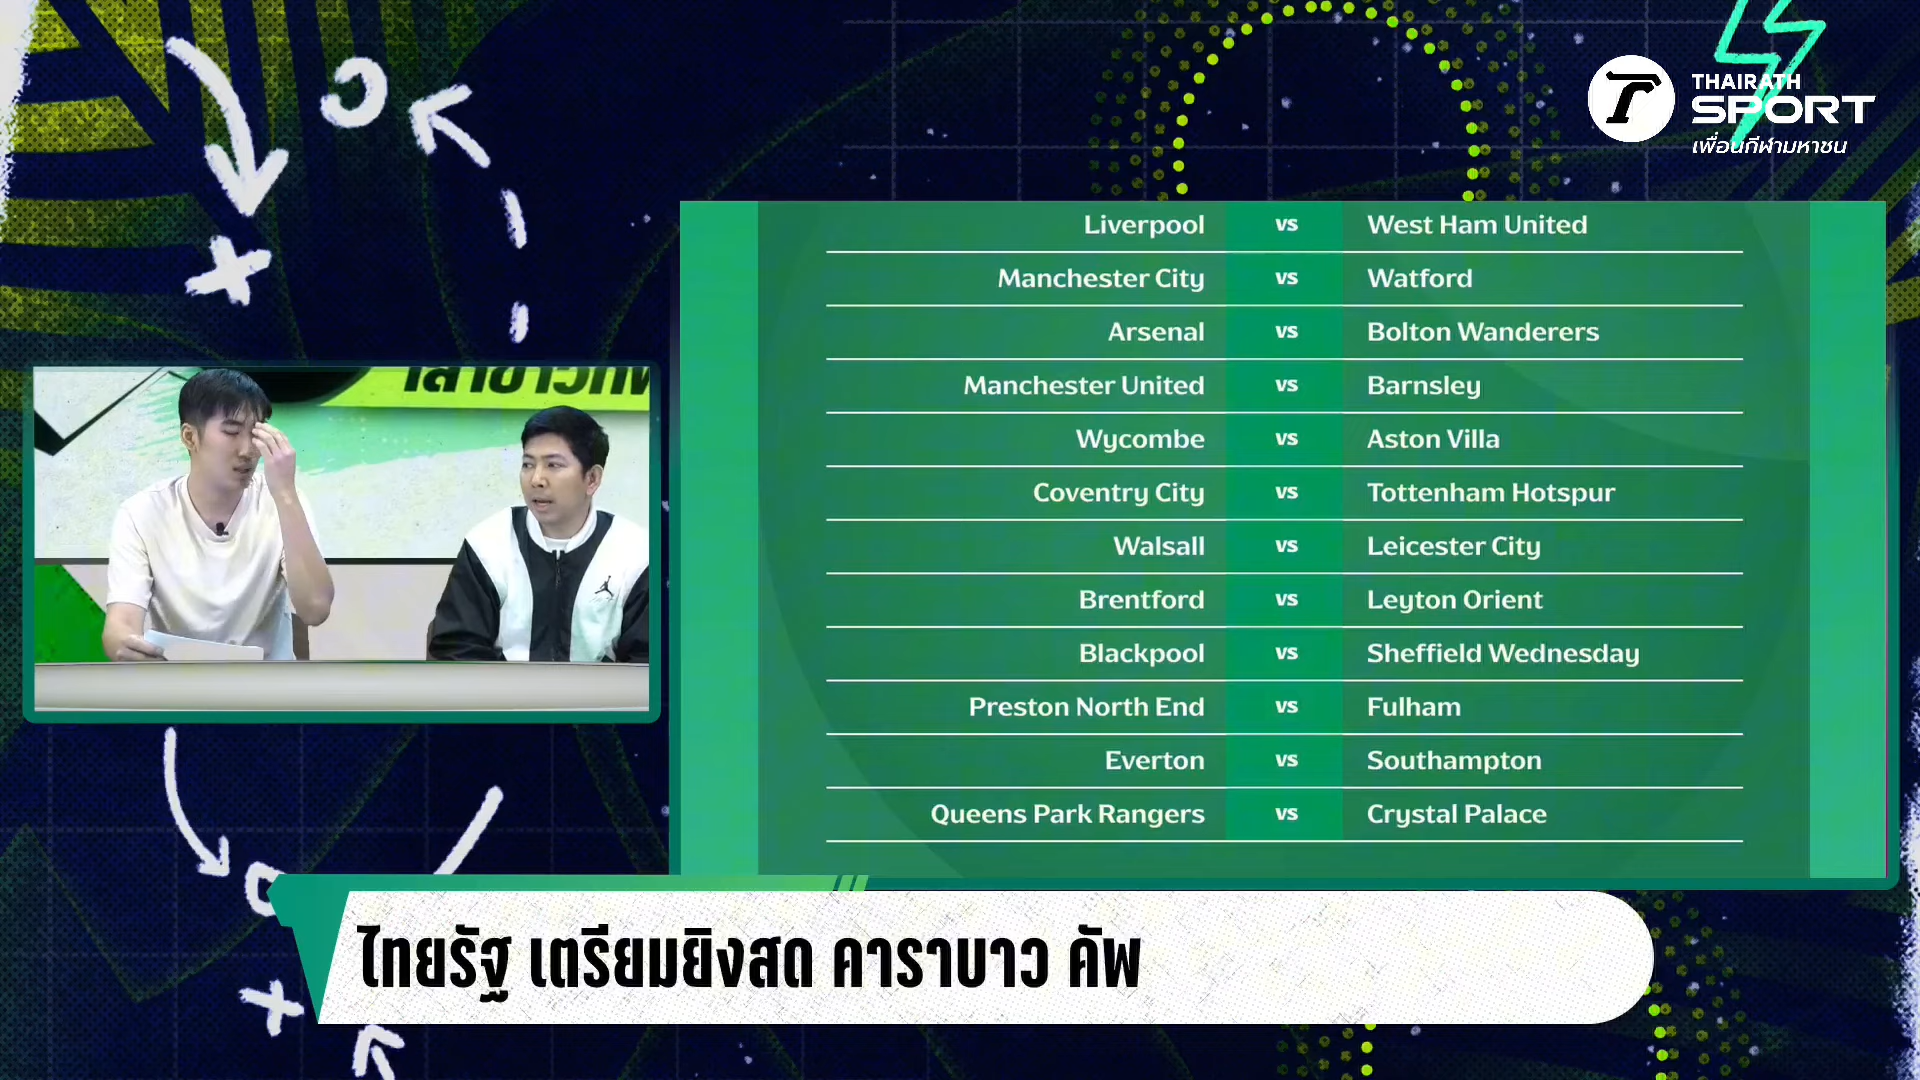 THAIRATH
SPORT
เพื่อนกีฬามหาชน
Liverpool vs West Ham United
Manchester City vs Watford
Arsenal vs Bolton Wanderers
Manchester United vs Barnsley
Wycombe vs Aston Villa
Coventry City vs Tottenham Hotspur
Walsall vs Leicester City
Brentford vs Leyton Orient
Blackpool vs Sheffield Wednesday
Preston North End vs Fulham
Everton vs Southampton
Queens Park Rangers vs Crystal Palace
ไทยรัฐ เตรียมยิงสด คาราบาว คัพ